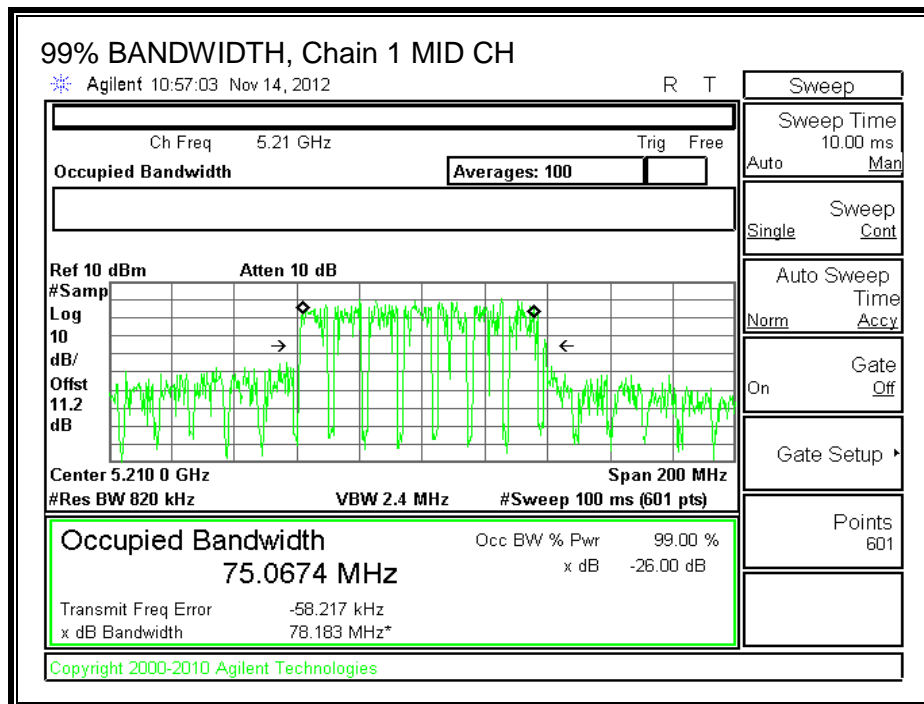 99% BANDWIDTH, Chain 1 MID CH
Agilent 10:57:03 Nov 14, 2012 R T
Ch Freq 5.21 GHz Trig Free
Occupied Bandwidth Averages: 100
Ref 10 dBm Atten 10 dB
#Samp
Log
10
dB/
Offst
11.2
dB
Center 5.210 0 GHz Span 200 MHz
#Res BW 820 kHz VBW 2.4 MHz #Sweep 100 ms (601 pts)
Occupied Bandwidth Occ BW % Pwr 99.00 %
75.0674 MHz x dB -26.00 dB
Transmit Freq Error -58.217 kHz
x dB Bandwidth 78.183 MHz*
Copyright 2000-2010 Agilent Technologies
Sweep
Sweep Time
10.00 ms
Auto Man
Sweep
Single Cont
Auto Sweep
Time
Norm Accy
Gate
On Off
Gate Setup
Points
601